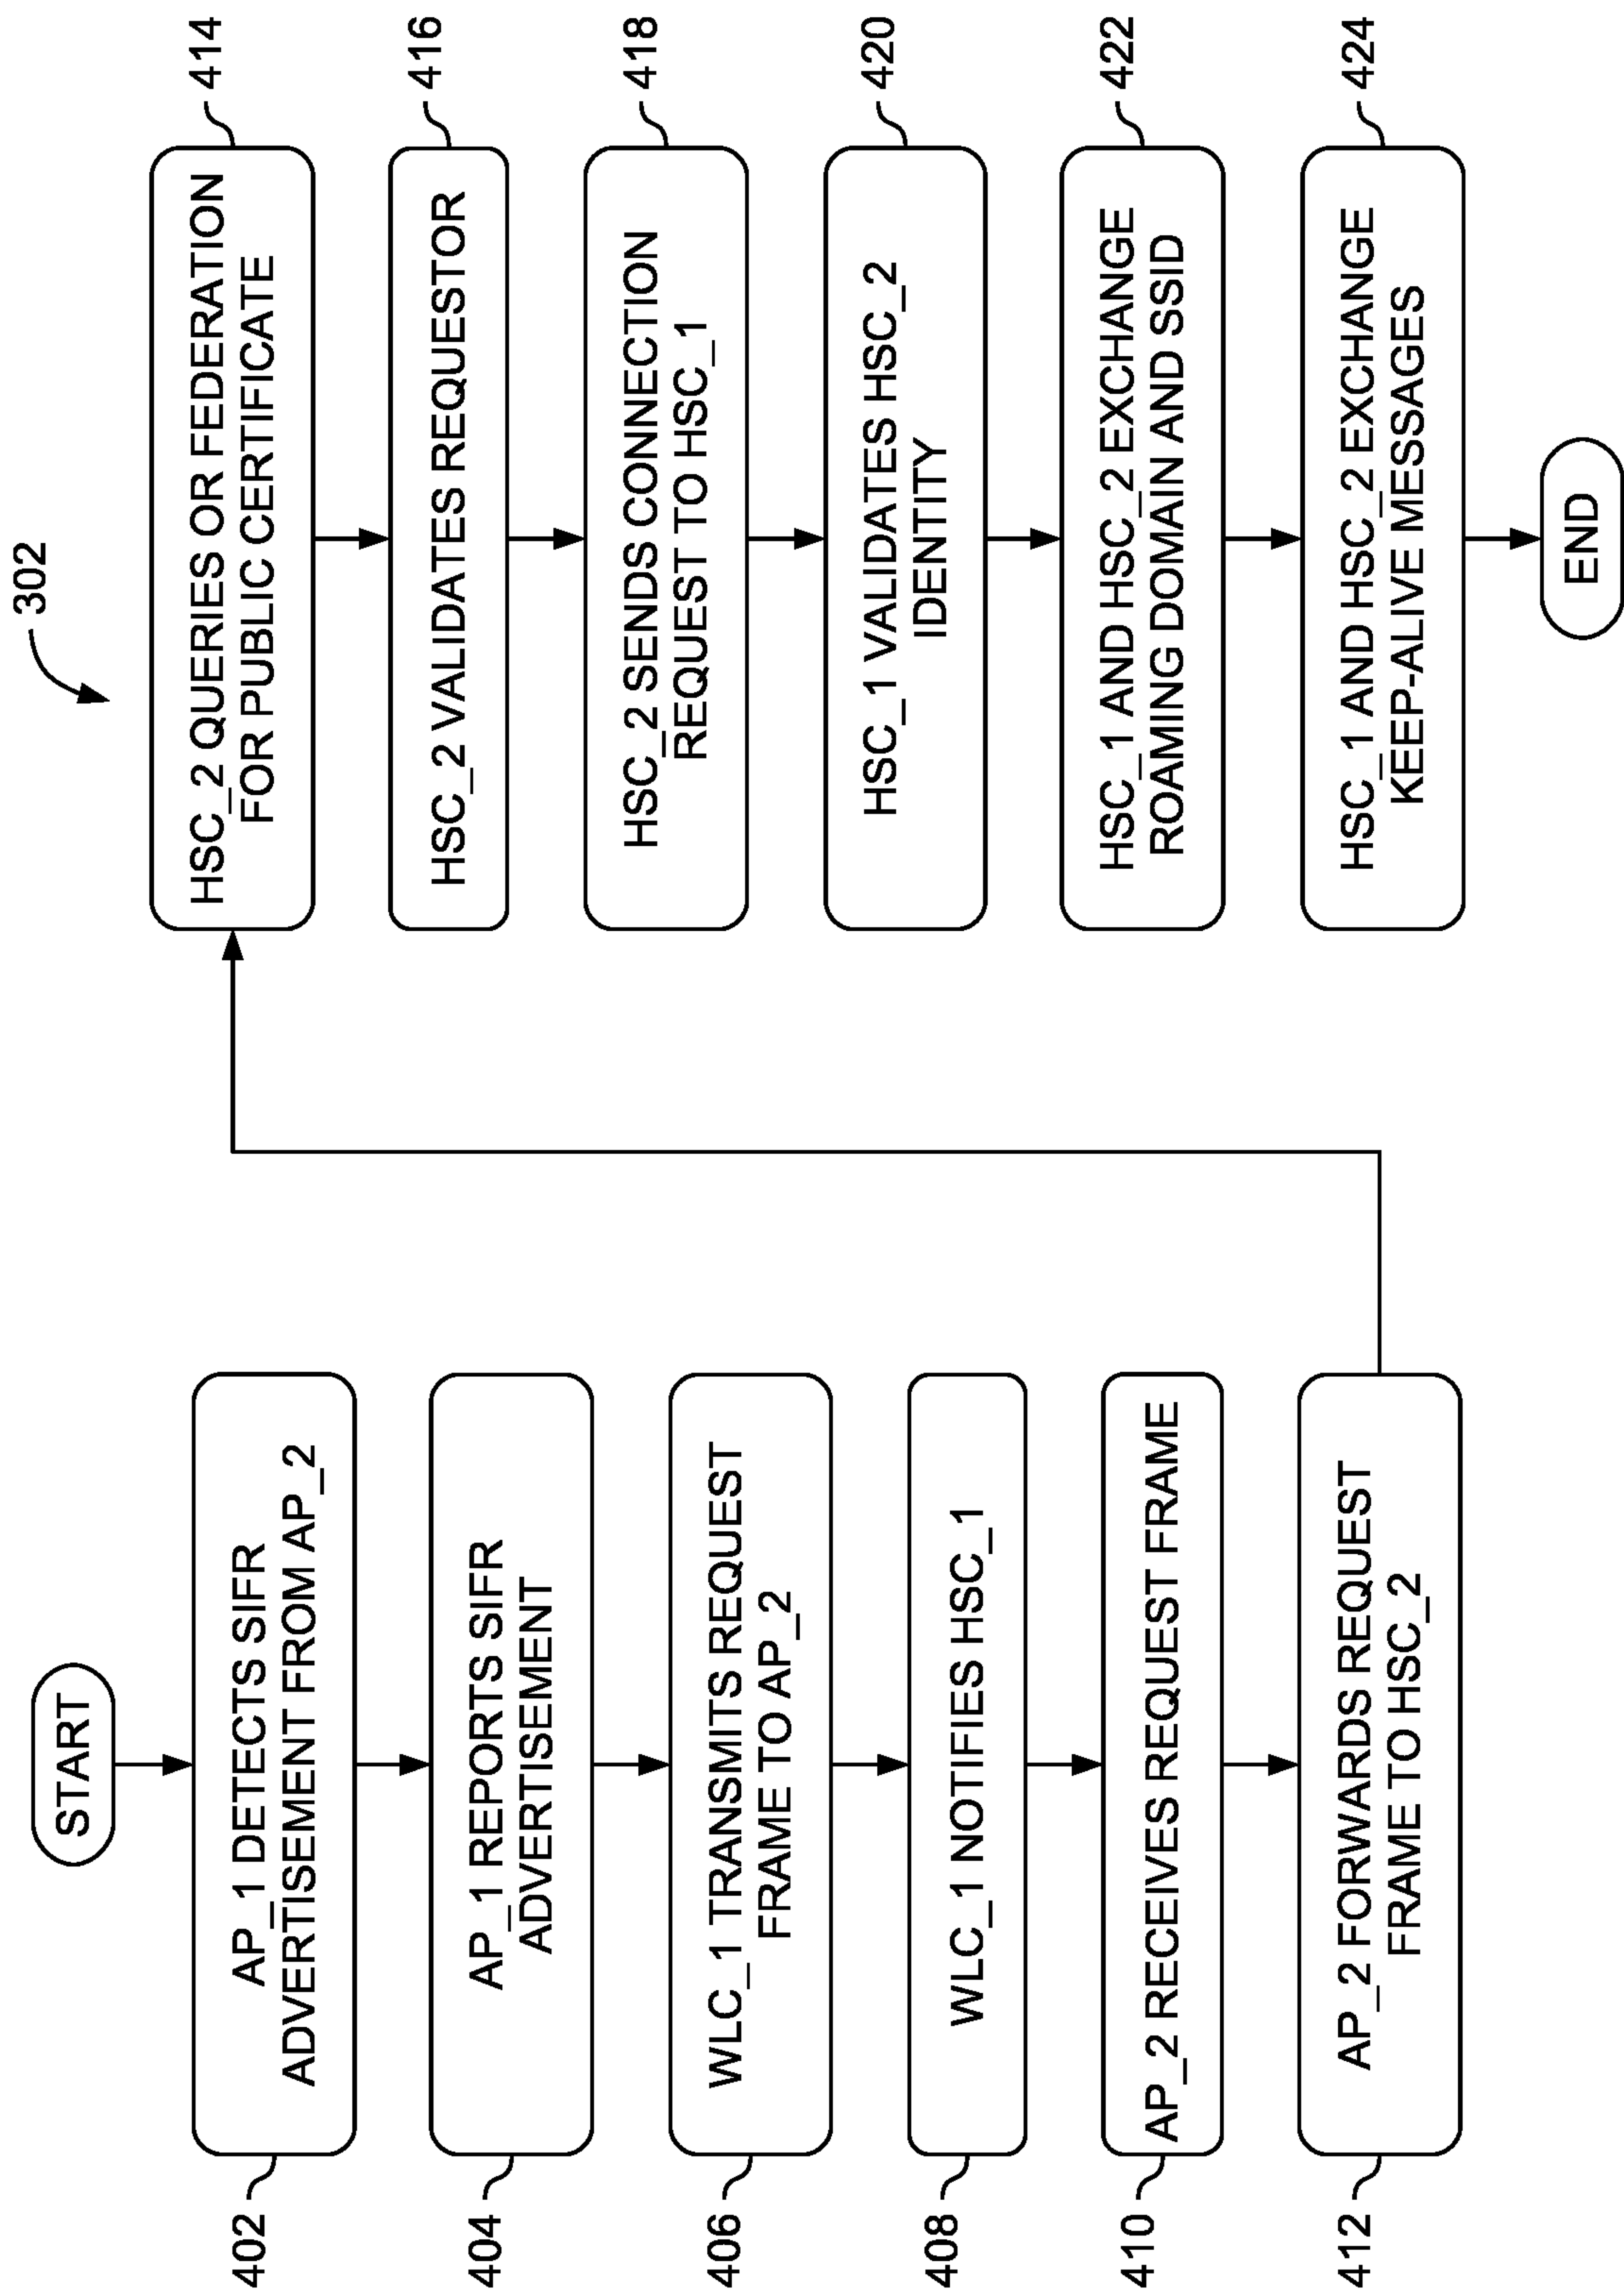 302
START
402
AP_1 DETECTS SIFR
ADVERTISEMENT FROM AP_2
404
AP_1 REPORTS SIFR
ADVERTISEMENT
406
WLC_1 TRANSMITS REQUEST
FRAME TO AP_2
408
WLC_1 NOTIFIES HSC_1
410
AP_2 RECEIVES REQUEST FRAME
412
AP_2 FORWARDS REQUEST
FRAME TO HSC_2
414
HSC_2 QUERIES OR FEDERATION
FOR PUBLIC CERTIFICATE
416
HSC_2 VALIDATES REQUESTOR
418
HSC_2 SENDS CONNECTION
REQUEST TO HSC_1
420
HSC_1 VALIDATES HSC_2
IDENTITY
422
HSC_1 AND HSC_2 EXCHANGE
ROAMING DOMAIN AND SSID
424
HSC_1 AND HSC_2 EXCHANGE
KEEP-ALIVE MESSAGES
END